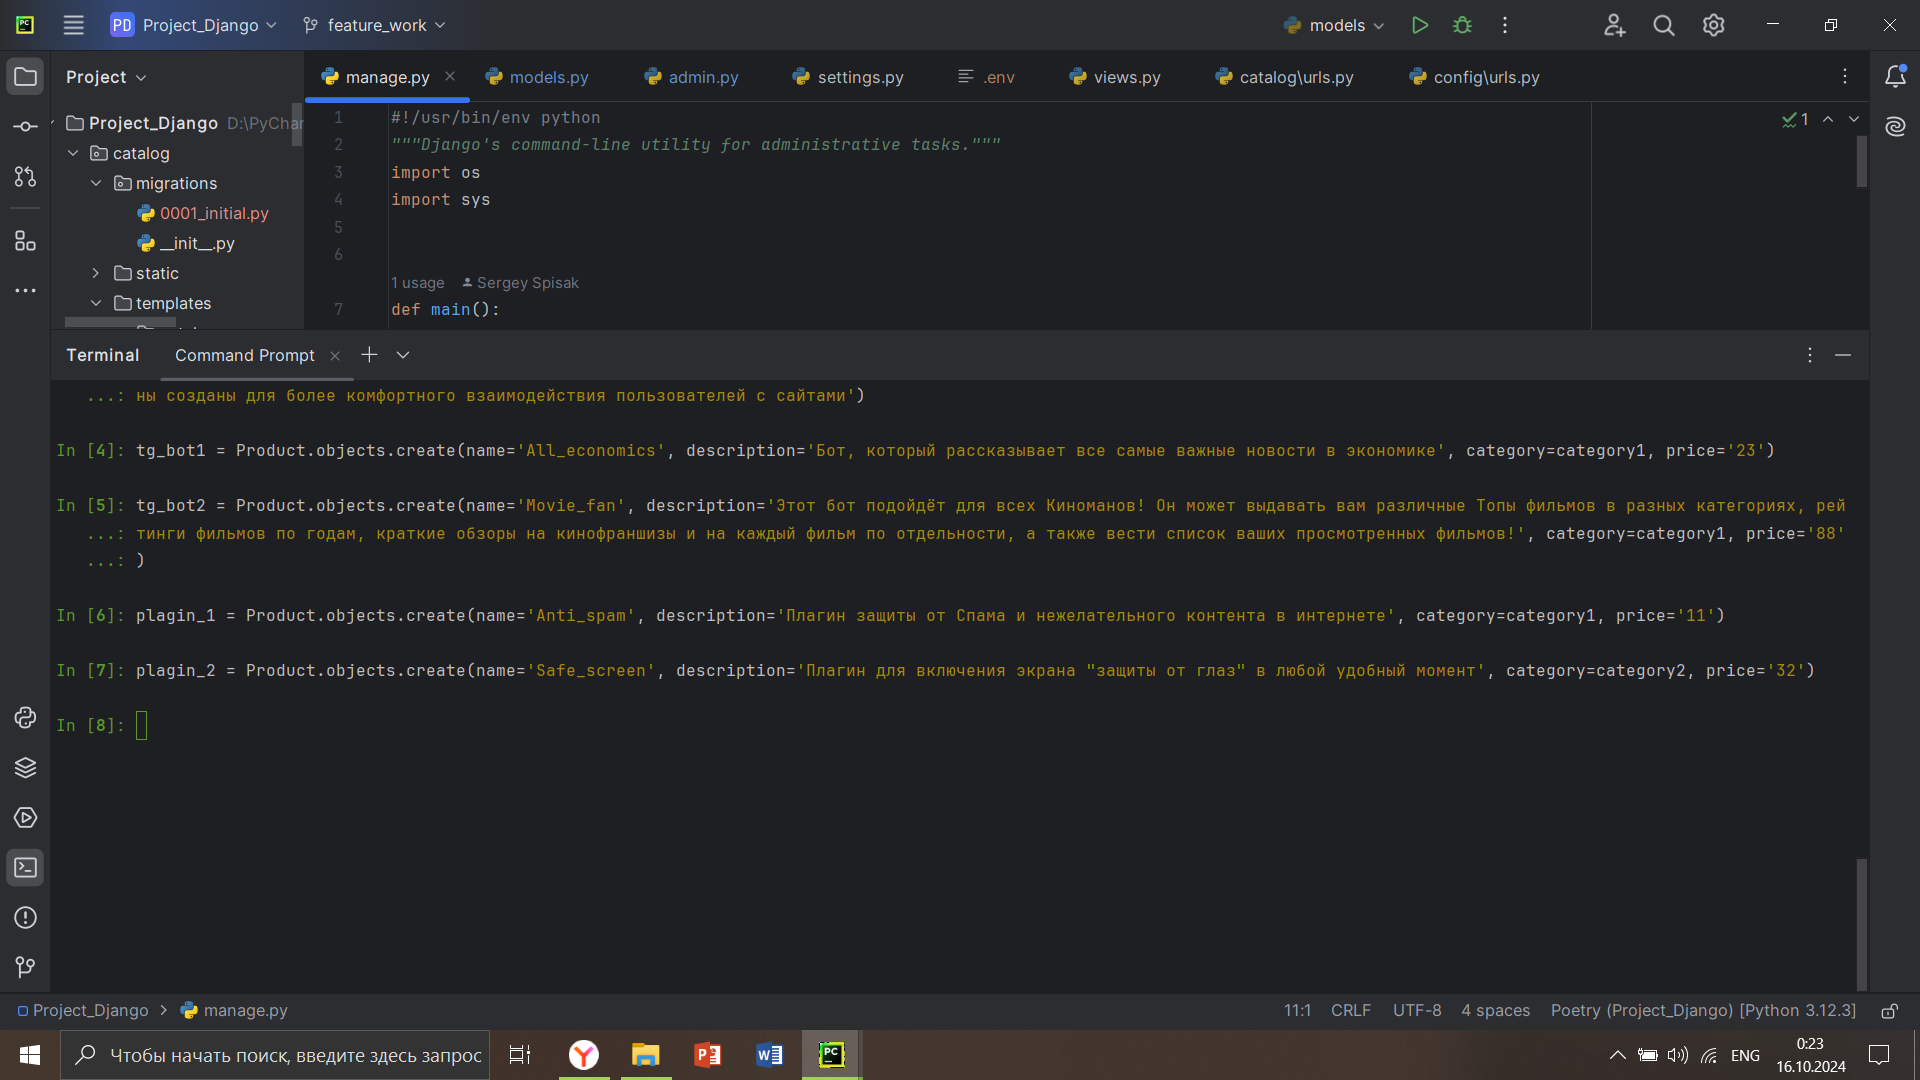 PC
PD Project_Django feature_work models
Project manage.py models.py admin.py settings.py .env views.py catalog\urls.py config\urls.py
Project_Django D:\PyChar
catalog
migrations
0001_initial.py
__init__.py
static
templates
1 #!/usr/bin/env python
2 """Django's command-line utility for administrative tasks."""
3 import os
4 import sys
5
6
1 usage Sergey Spisak
7 def main():
1
Terminal Command Prompt
...: ны созданы для более комфортного взаимодействия пользователей с сайтами')
In [4]: tg_bot1 = Product.objects.create(name='All_economics', description='Бот, который рассказывает все самые важные новости в экономике', category=category1, price='23')
In [5]: tg_bot2 = Product.objects.create(name='Movie_fan', description='Этот бот подойдёт для всех Киноманов! Он может выдавать вам различные Топы фильмов в разных категориях, рей
...: тинги фильмов по годам, краткие обзоры на кинофраншизы и на каждый фильм по отдельности, а также вести список ваших просмотренных фильмов!', category=category1, price='88'
...: )
In [6]: plagin_1 = Product.objects.create(name='Anti_spam', description='Плагин защиты от Спама и нежелательного контента в интернете', category=category1, price='11')
In [7]: plagin_2 = Product.objects.create(name='Safe_screen', description='Плагин для включения экрана "защиты от глаз" в любой удобный момент', category=category2, price='32')
In [8]:
Project_Django manage.py 11:1 CRLF UTF-8 4 spaces Poetry (Project_Django) [Python 3.12.3]
Чтобы начать поиск, введите здесь запрос
ENG
0:23
16.10.2024